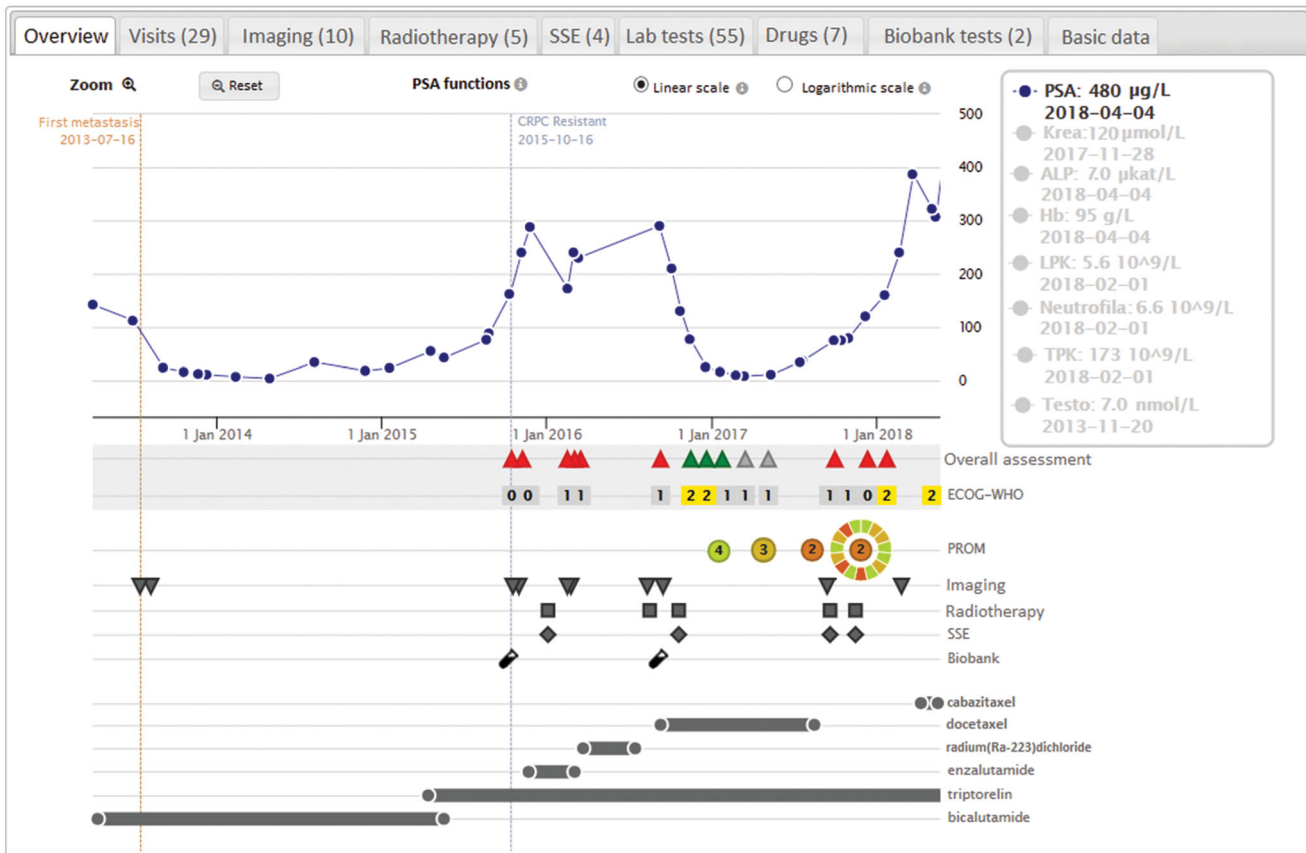 Overview Visits (29) Imaging (10) Radiotherapy (5) SSE (4) Lab tests (55) Drugs (7) Biobank tests (2) Basic data
Zoom Reset PSA functions Linear scale Logarithmic scale
First metastasis
2013-07-16
CRPC Resistant
2015-10-16
500
400
300
200
100
0
PSA: 480 µg/L
2018-04-04
Krea:120 µmol/L
2017-11-28
ALP: 7.0 µkat/L
2018-04-04
Hb: 95 g/L
2018-04-04
LPK: 5.6 10^9/L
2018-02-01
Neutrofila: 6.6 10^9/L
2018-02-01
TPK: 173 10^9/L
2018-02-01
Testo: 7.0 nmol/L
2013-11-20
1 Jan 2014 1 Jan 2015 1 Jan 2016 1 Jan 2017 1 Jan 2018
Overall assessment
0 0 1 1 1 2 2 1 1 1 1 1 0 2 2 ECOG-WHO
4 3 2 2 PROM
Imaging
Radiotherapy
SSE
Biobank
cabazitaxel
docetaxel
radium(Ra-223)dichloride
enzalutamide
triptorelin
bicalutamide